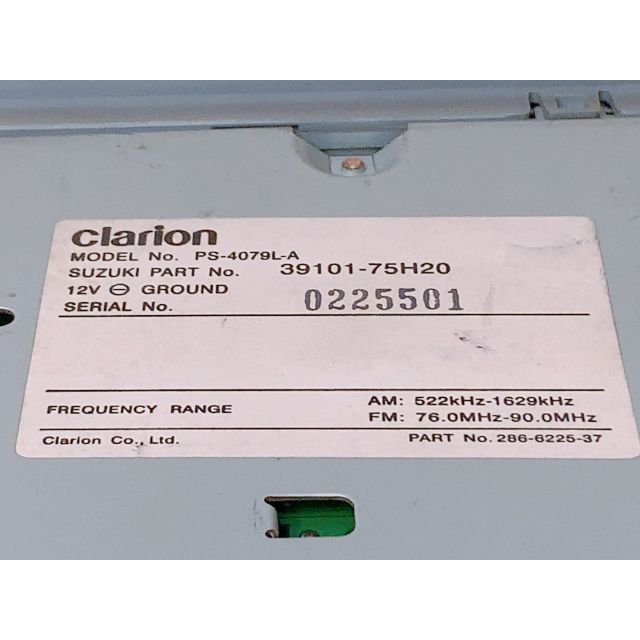 clarion
MODEL No. PS-4079L-A
SUZUKI PART No. 39101-75H20
12V ⊖ GROUND
SERIAL No. 0225501
FREQUENCY RANGE AM: 522kHz-1629kHz
FM: 76.0MHz-90.0MHz
Clarion Co., Ltd. PART No. 286-6225-37